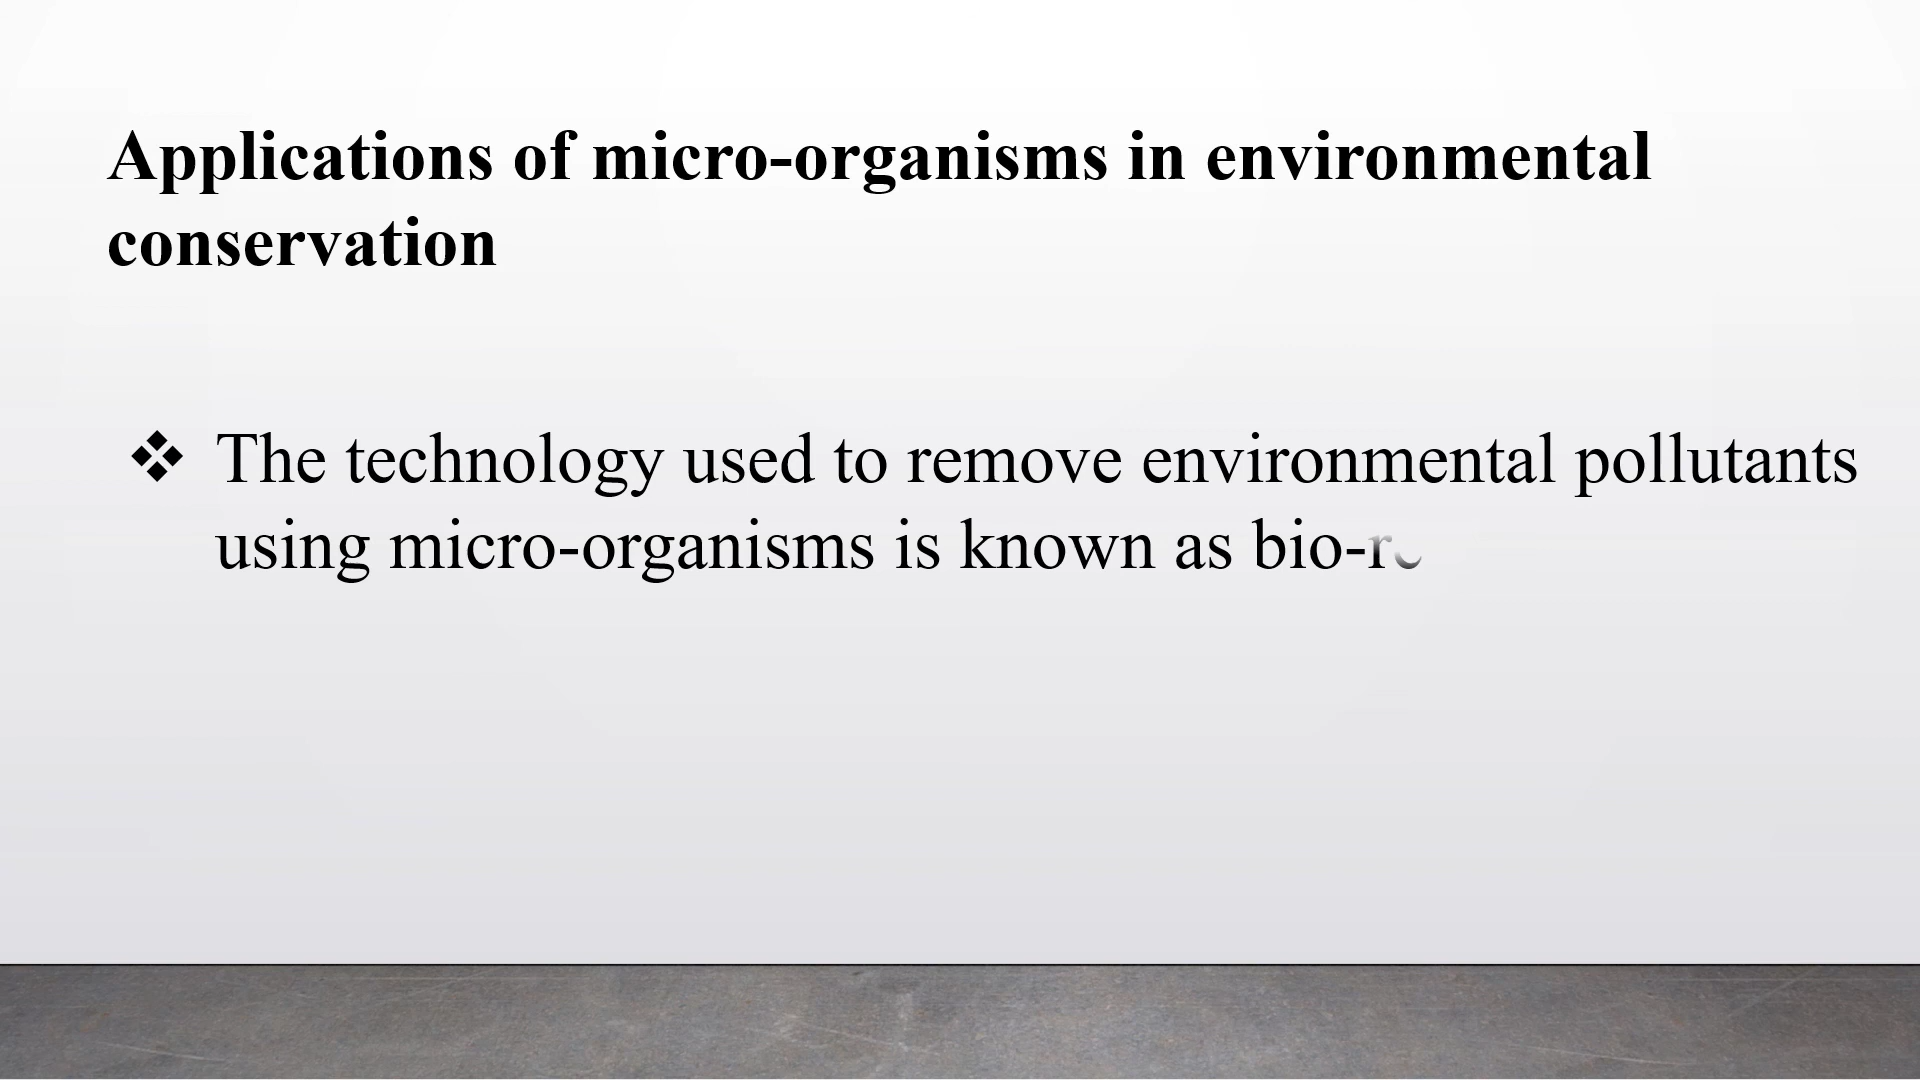 Applications of micro-organisms in environmental
conservation
❖ The technology used to remove environmental pollutants
using micro-organisms is known as